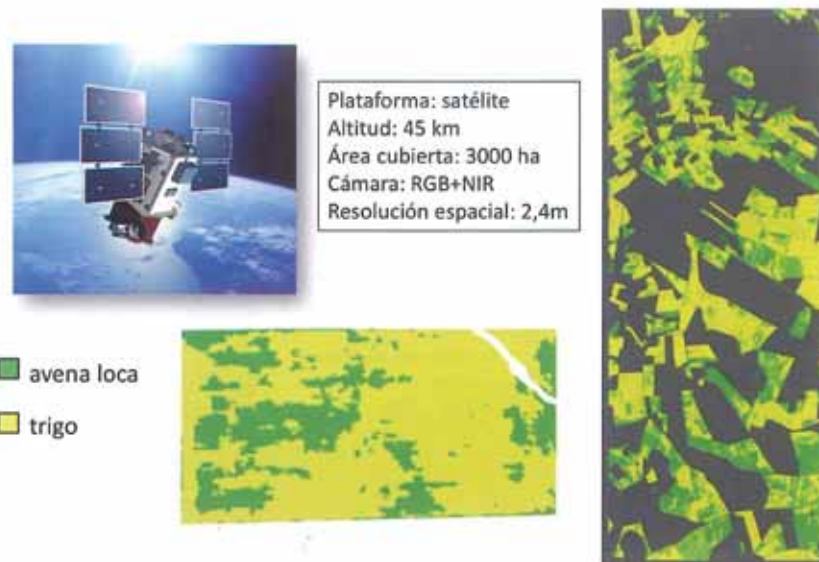 Plataforma: satélite
Altitud: 45 km
Área cubierta: 3000 ha
Cámara: RGB+NIR
Resolución espacial: 2,4m
avena loca
trigo